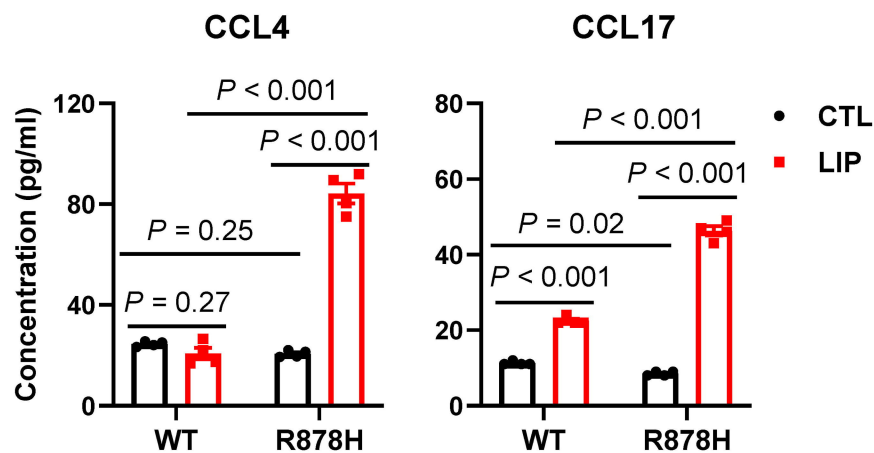 CCL4
CCL17
Concentration (pg/ml)
120
80
40
0
P < 0.001
P < 0.001
P = 0.25
P = 0.27
WT
R878H
80
60
40
20
0
P < 0.001
P < 0.001
P = 0.02
P < 0.001
WT
R878H
CTL
LIP